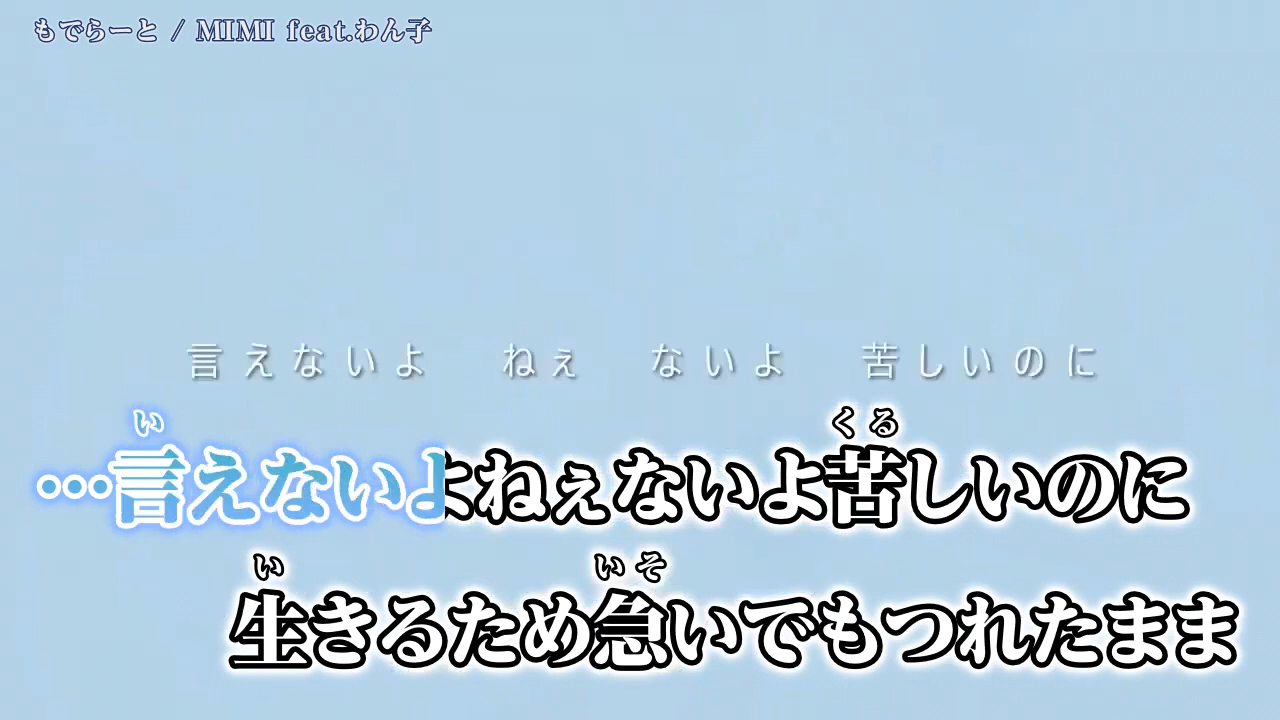 もでらーと / MIMI feat.わん子
言えないよ　ねぇ　ないよ　苦しいのに
い　くる
…言えないよねぇないよ苦しいのに
い　いそ
生きるため急いでもつれたまま